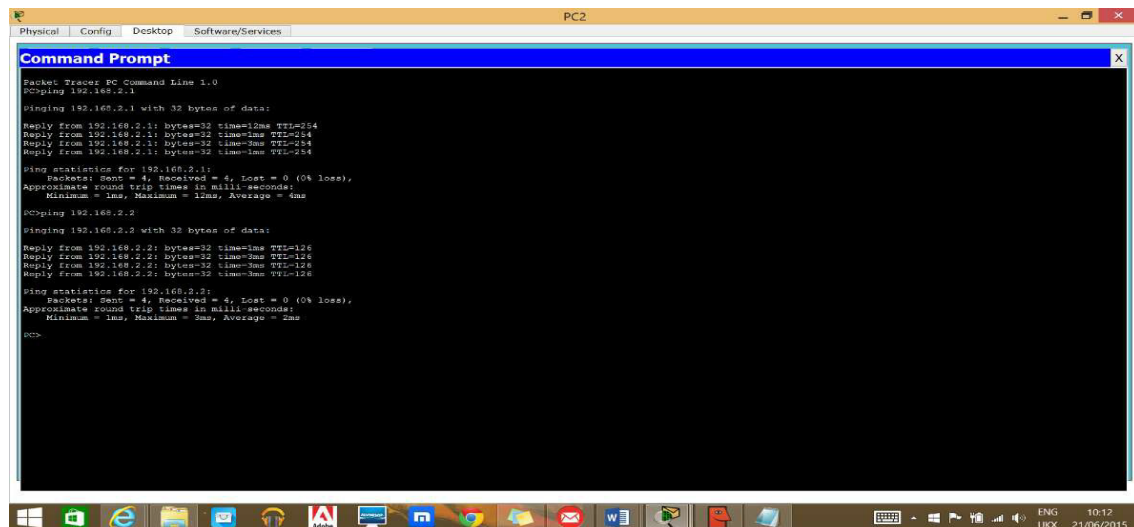 PC2
Physical Config Desktop Software/Services
Command Prompt
X
Packet Tracer PC Command Line 1.0
PC>ping 192.168.2.1
Pinging 192.168.2.1 with 32 bytes of data:
Reply from 192.168.2.1: bytes=32 time=12ms TTL=254
Reply from 192.168.2.1: bytes=32 time=1ms TTL=254
Reply from 192.168.2.1: bytes=32 time=3ms TTL=254
Reply from 192.168.2.1: bytes=32 time=1ms TTL=254
Ping statistics for 192.168.2.1:
Packets: Sent = 4, Received = 4, Lost = 0 (0% loss),
Approximate round trip times in milli-seconds:
Minimum = 1ms, Maximum = 12ms, Average = 4ms
PC>ping 192.168.2.2
Pinging 192.168.2.2 with 32 bytes of data:
Reply from 192.168.2.2: bytes=32 time=1ms TTL=126
Reply from 192.168.2.2: bytes=32 time=3ms TTL=126
Reply from 192.168.2.2: bytes=32 time=3ms TTL=126
Reply from 192.168.2.2: bytes=32 time=3ms TTL=126
Ping statistics for 192.168.2.2:
Packets: Sent = 4, Received = 4, Lost = 0 (0% loss),
Approximate round trip times in milli-seconds:
Minimum = 1ms, Maximum = 3ms, Average = 2ms
PC>
Adobe
ENG 10:12
UKX 21/06/2015